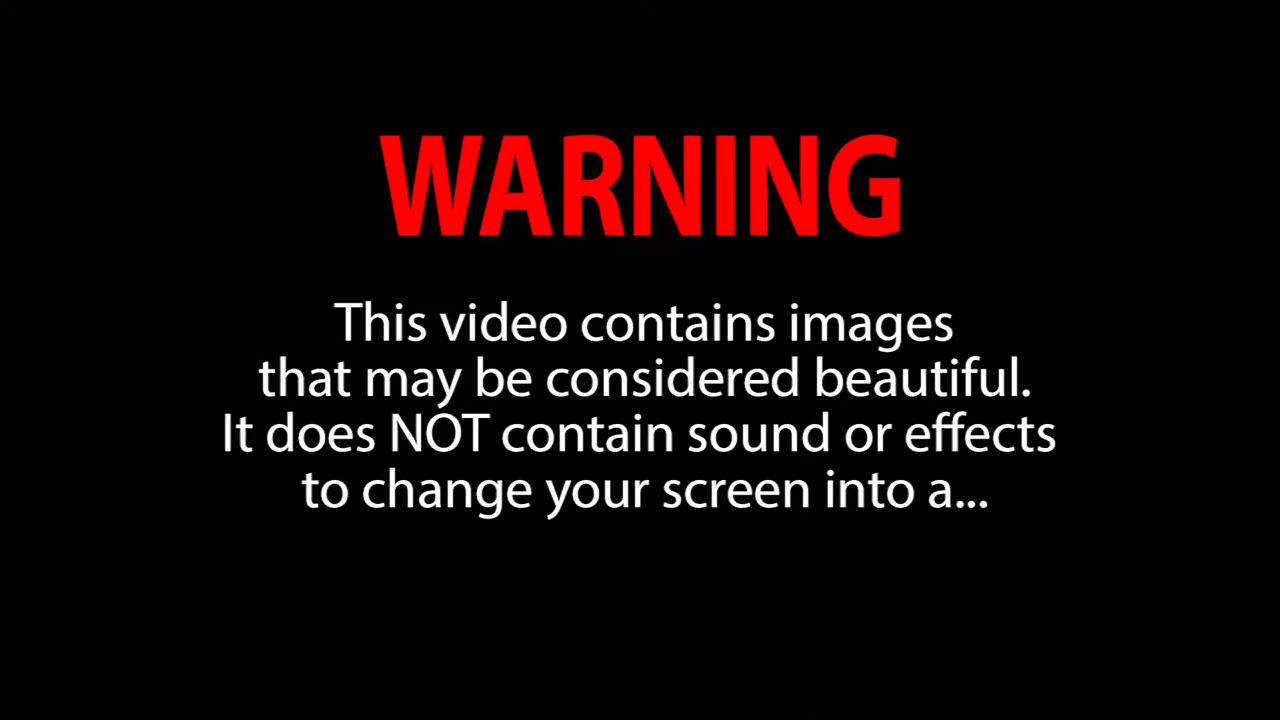 WARNING
This video contains images
that may be considered beautiful.
It does NOT contain sound or effects
to change your screen into a...